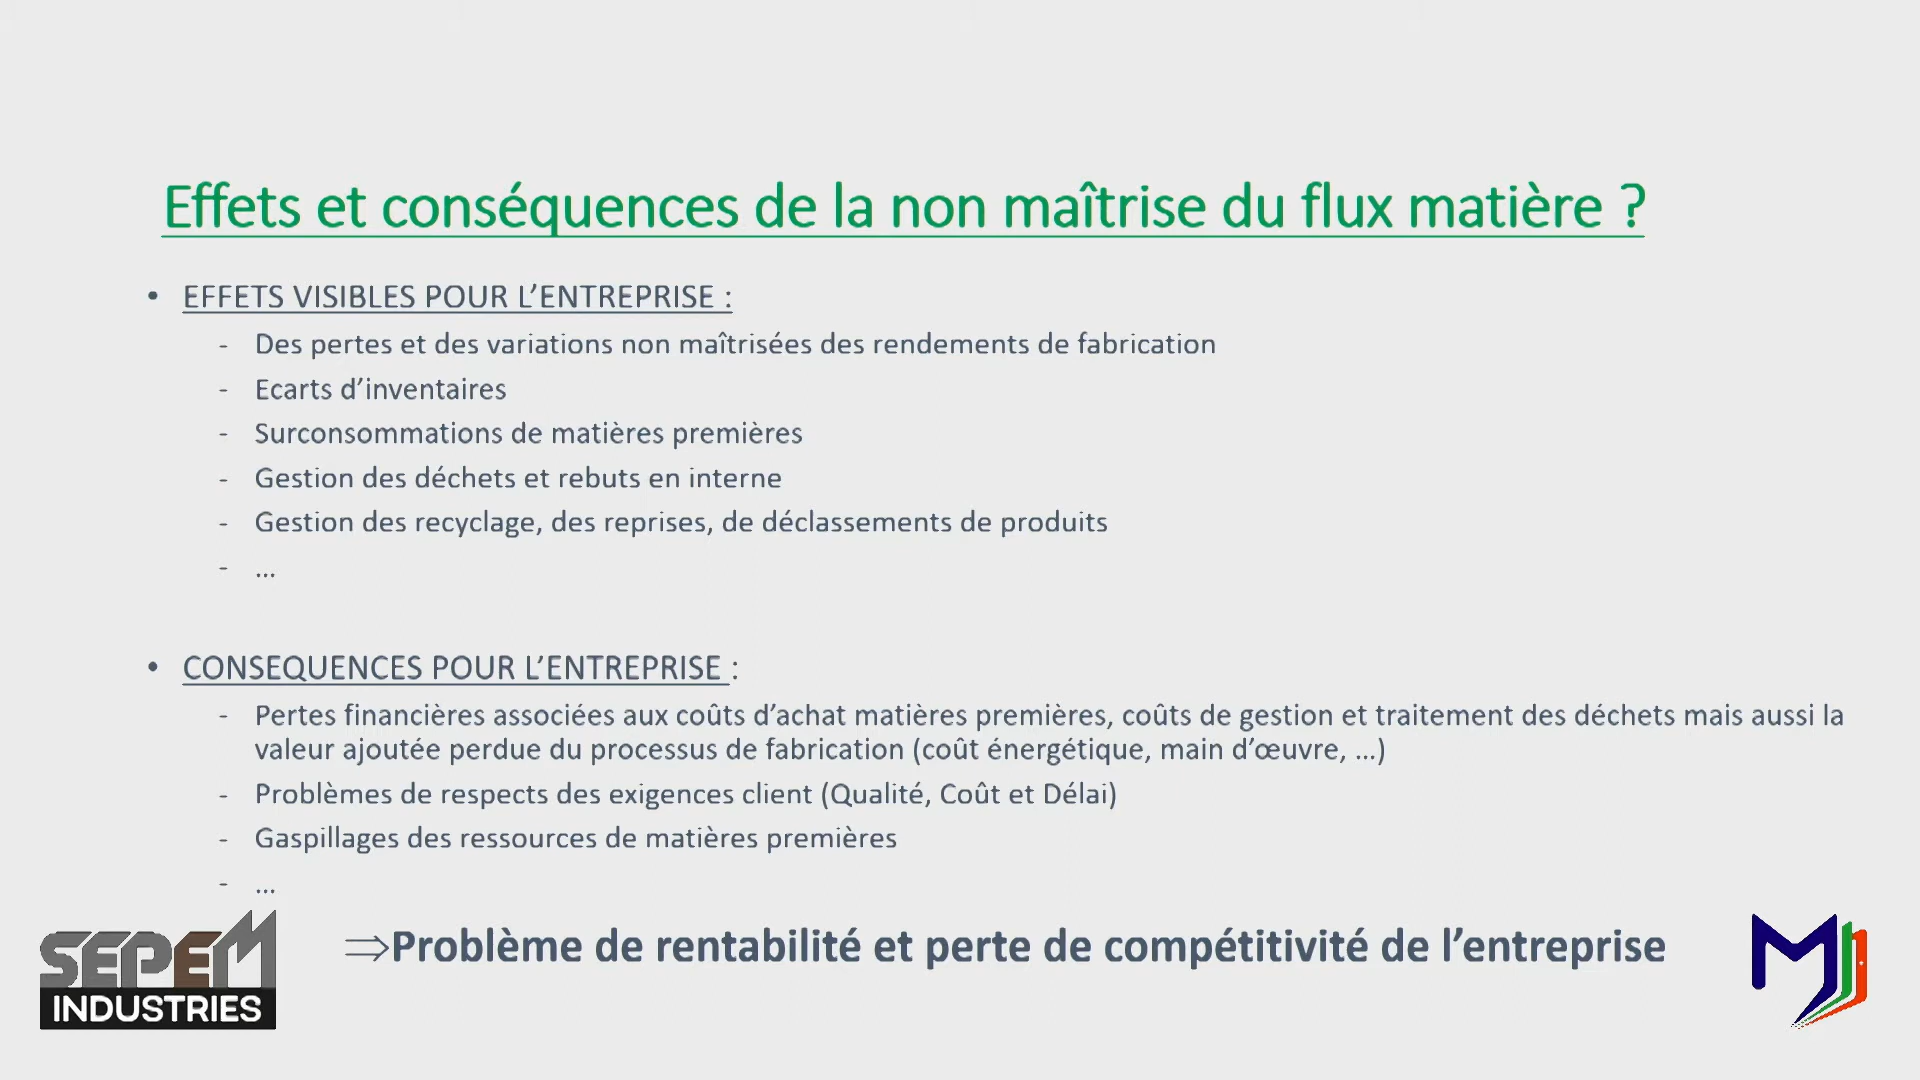 Effets et conséquences de la non maîtrise du flux matière ?
• EFFETS VISIBLES POUR L’ENTREPRISE :
- Des pertes et des variations non maîtrisées des rendements de fabrication
- Ecarts d’inventaires
- Surconsommations de matières premières
- Gestion des déchets et rebuts en interne
- Gestion des recyclage, des reprises, de déclassements de produits
- ...
• CONSEQUENCES POUR L’ENTREPRISE :
- Pertes financières associées aux coûts d’achat matières premières, coûts de gestion et traitement des déchets mais aussi la
valeur ajoutée perdue du processus de fabrication (coût énergétique, main d’œuvre, ...)
- Problèmes de respects des exigences client (Qualité, Coût et Délai)
- Gaspillages des ressources de matières premières
- ...
⇒Problème de rentabilité et perte de compétitivité de l’entreprise
SEPEM
INDUSTRIES
MJ